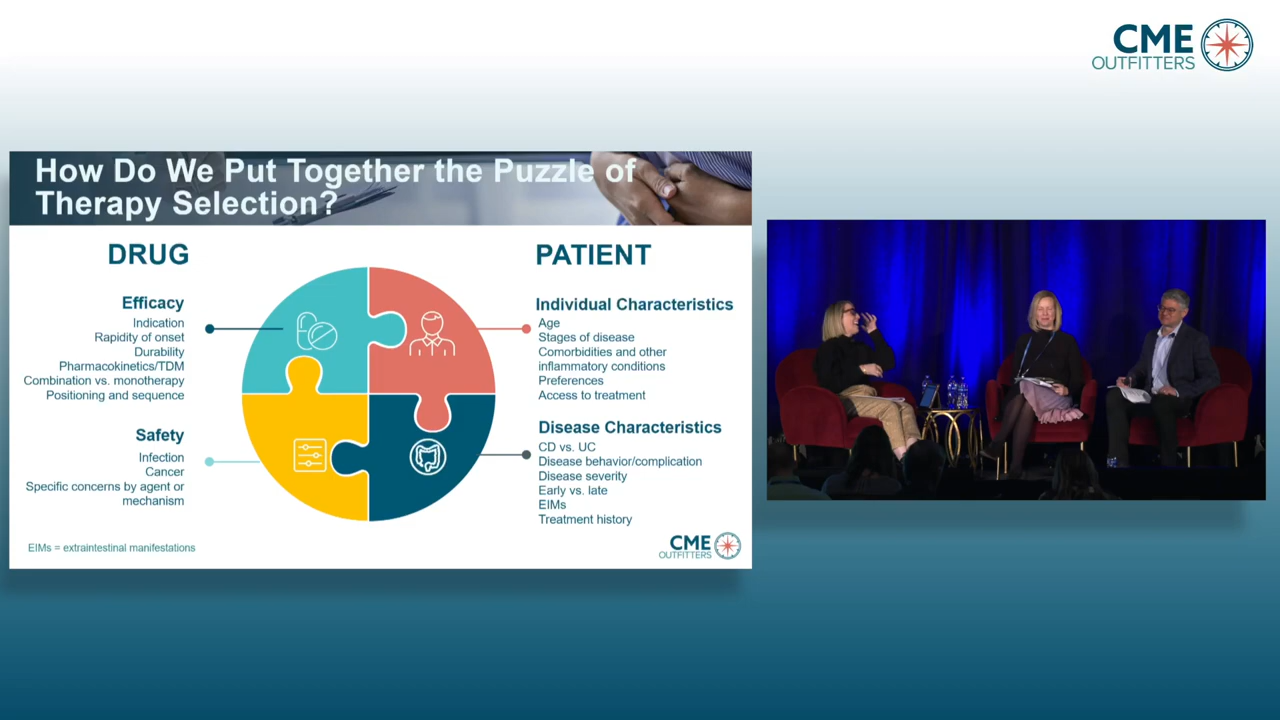 CME
OUTFITTERS
How Do We Put Together the Puzzle of
Therapy Selection?
DRUG
Efficacy
Indication
Rapidity of onset
Durability
Pharmacokinetics/TDM
Combination vs. monotherapy
Positioning and sequence
Safety
Infection
Cancer
Specific concerns by agent or
mechanism
PATIENT
Individual Characteristics
Age
Stages of disease
Comorbidities and other
inflammatory conditions
Preferences
Access to treatment
Disease Characteristics
CD vs. UC
Disease behavior/complication
Disease severity
Early vs. late
EIMs
Treatment history
EIMs = extraintestinal manifestations
CME
OUTFITTERS